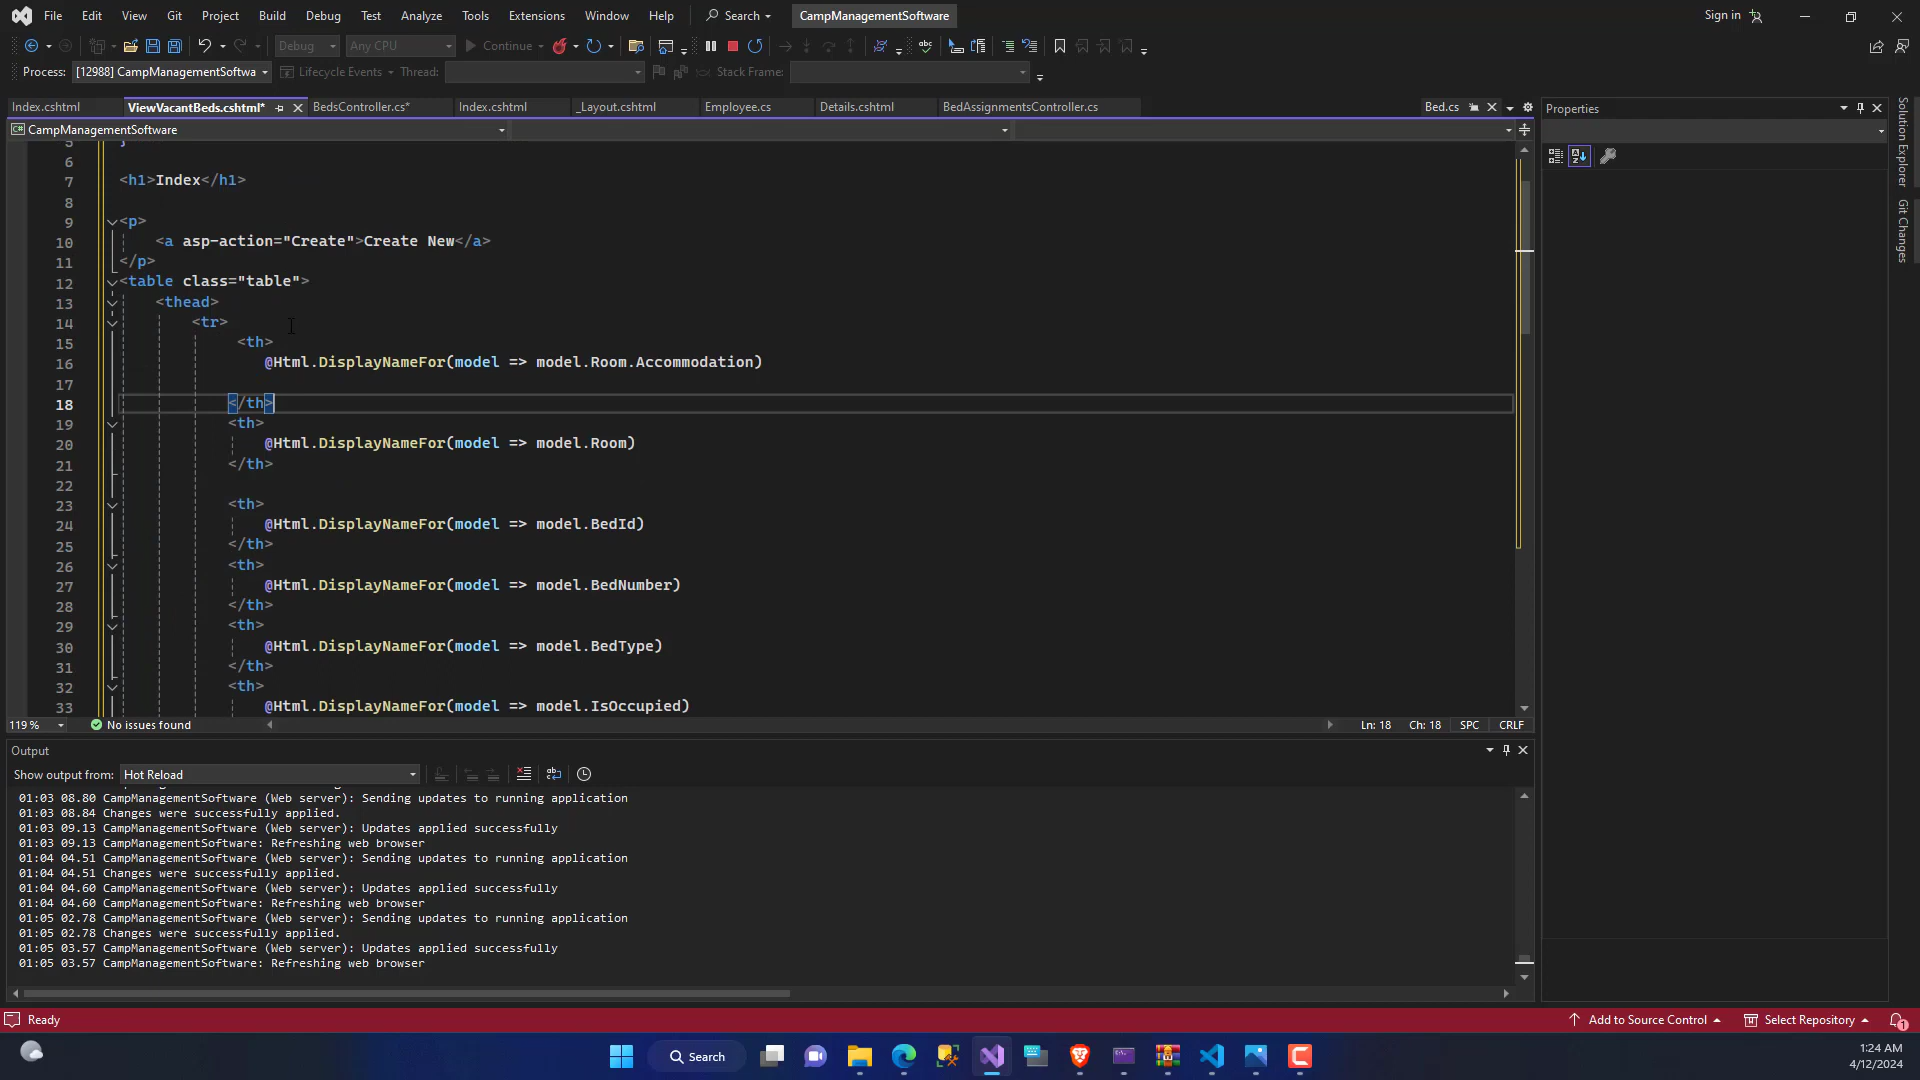 File Edit View Git Project Build Debug Test Analyze Tools Extensions Window Help Search CampManagementSoftware Sign in
Debug Any CPU Continue
Process: [12988] CampManagementSoftwa Lifecycle Events Thread: Stack Frame:
Index.cshtml ViewVacantBeds.cshtml* BedsController.cs* Index.cshtml _Layout.cshtml Employee.cs Details.cshtml BedAssignmentsController.cs Bed.cs Properties
CampManagementSoftware
Solution Explorer
Git Changes
5 }
6
7 <h1>Index</h1>
8
9 <p>
10 <a asp-action="Create">Create New</a>
11 </p>
12 <table class="table">
13 <thead>
14 <tr>
15 <th>
16 @Html.DisplayNameFor(model => model.Room.Accommodation)
17
18 </th>
19 <th>
20 @Html.DisplayNameFor(model => model.Room)
21 </th>
22
23 <th>
24 @Html.DisplayNameFor(model => model.BedId)
25 </th>
26 <th>
27 @Html.DisplayNameFor(model => model.BedNumber)
28 </th>
29 <th>
30 @Html.DisplayNameFor(model => model.BedType)
31 </th>
32 <th>
33 @Html.DisplayNameFor(model => model.IsOccupied)
119 % No issues found Ln: 18 Ch: 18 SPC CRLF
Output
Show output from: Hot Reload
01:03 08.80 CampManagementSoftware (Web server): Sending updates to running application
01:03 08.84 Changes were successfully applied.
01:03 09.13 CampManagementSoftware (Web server): Updates applied successfully
01:03 09.13 CampManagementSoftware: Refreshing web browser
01:04 04.51 CampManagementSoftware (Web server): Sending updates to running application
01:04 04.51 Changes were successfully applied.
01:04 04.60 CampManagementSoftware (Web server): Updates applied successfully
01:04 04.60 CampManagementSoftware: Refreshing web browser
01:05 02.78 CampManagementSoftware (Web server): Sending updates to running application
01:05 02.78 Changes were successfully applied.
01:05 03.57 CampManagementSoftware (Web server): Updates applied successfully
01:05 03.57 CampManagementSoftware: Refreshing web browser
Ready Add to Source Control Select Repository 1
Search
1:24 AM
4/12/2024